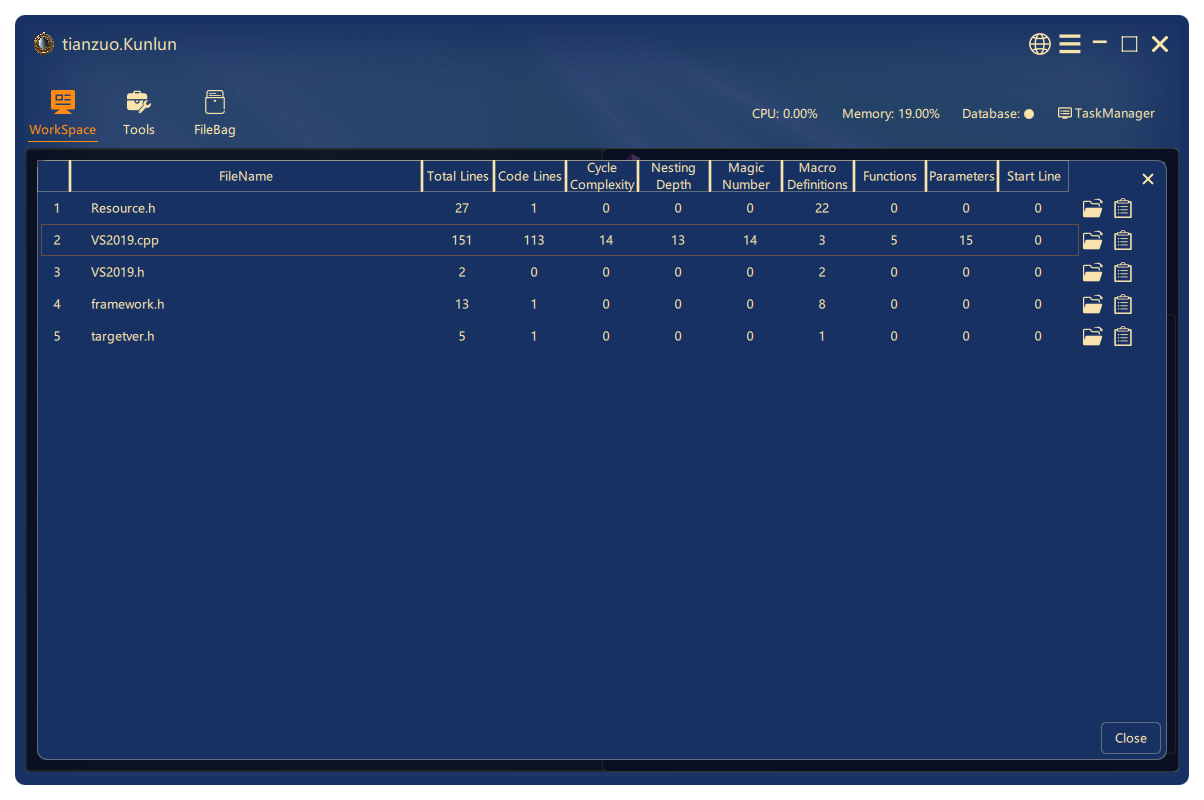 tianzuo.Kunlun
WorkSpace Tools FileBag
CPU: 0.00% Memory: 19.00% Database: TaskManager
FileName Total Lines Code Lines Cycle Complexity Nesting Depth Magic Number Macro Definitions Functions Parameters Start Line
1 Resource.h 27 1 0 0 0 22 0 0 0
2 VS2019.cpp 151 113 14 13 14 3 5 15 0
3 VS2019.h 2 0 0 0 0 2 0 0 0
4 framework.h 13 1 0 0 0 8 0 0 0
5 targetver.h 5 1 0 0 0 1 0 0 0
Close